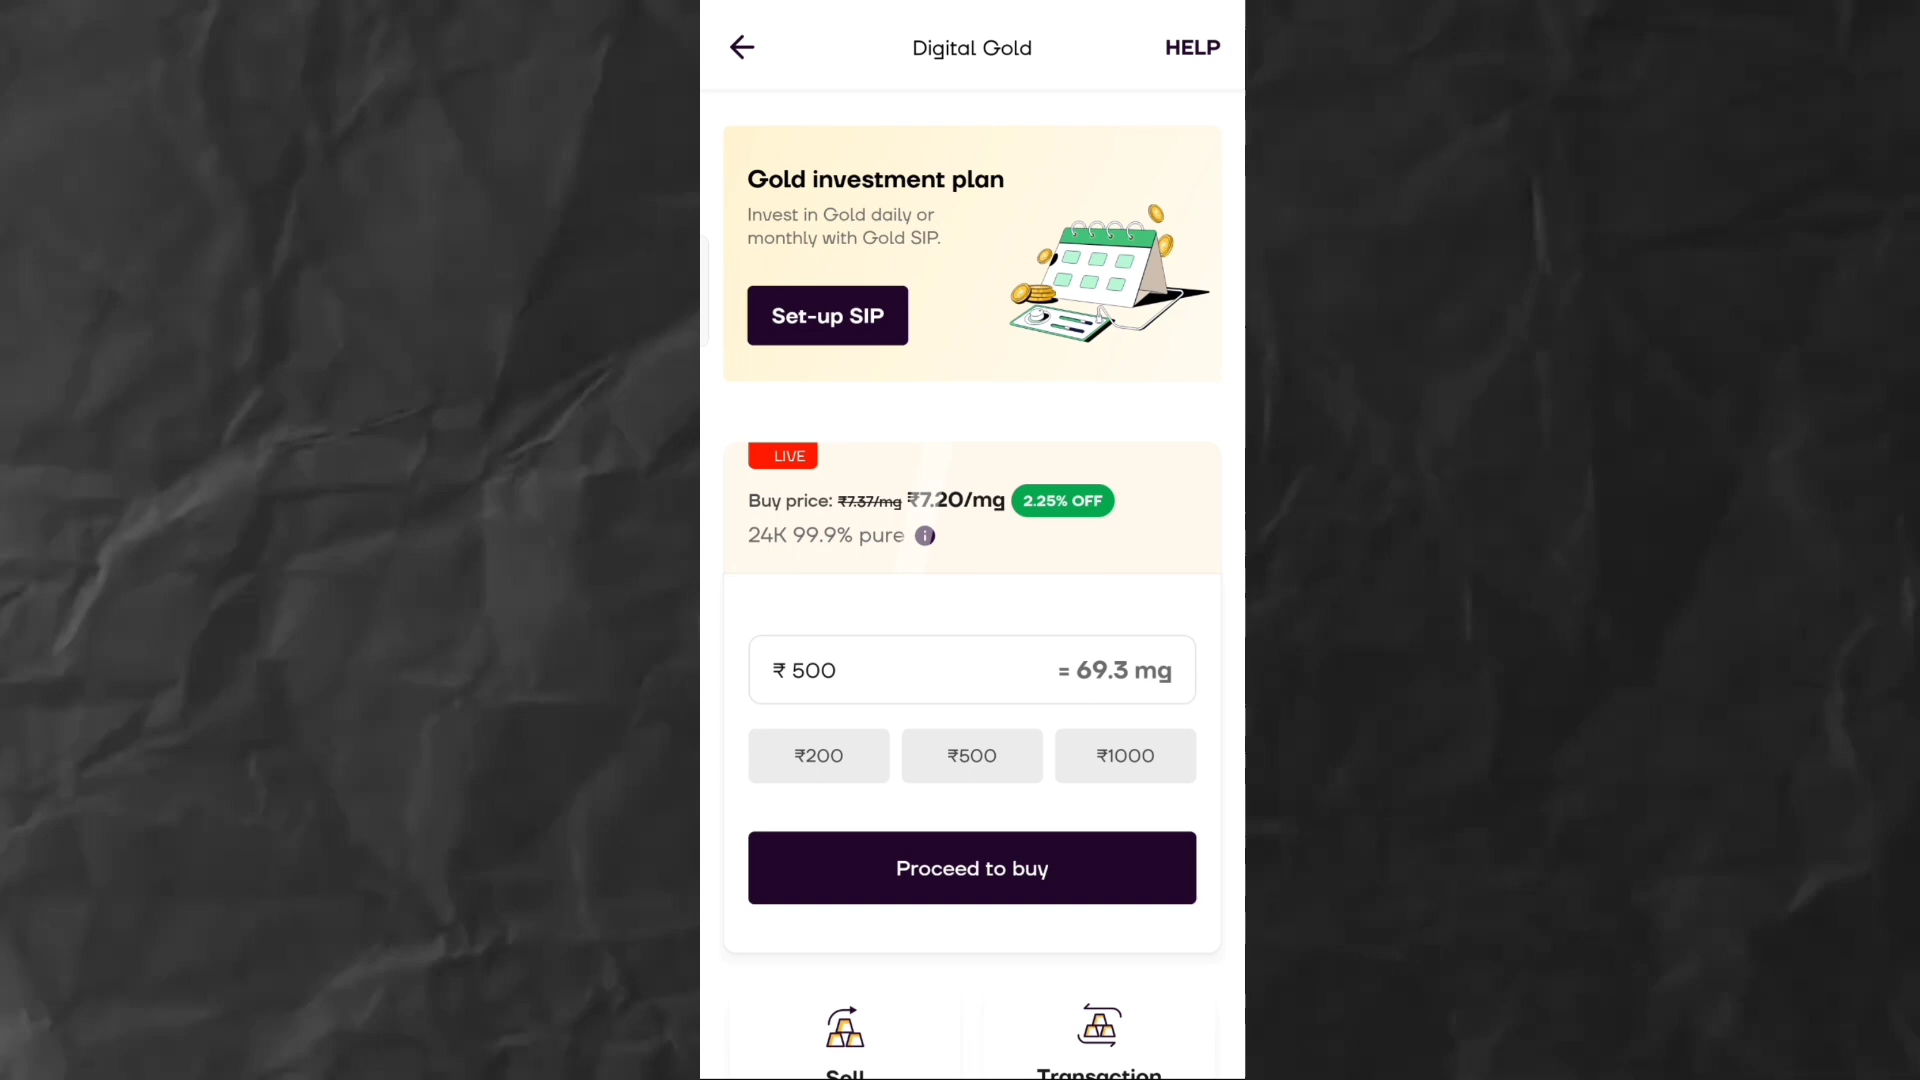 Digital Gold
HELP
Gold investment plan
Invest in Gold daily or
monthly with Gold SIP.
Set-up SIP
LIVE
Buy price: ₹7.37/mg ₹7.20/mg 2.25% OFF
24K 99.9% pure i
₹ 500 = 69.3 mg
₹200 ₹500 ₹1000
Proceed to buy
Sell Transaction